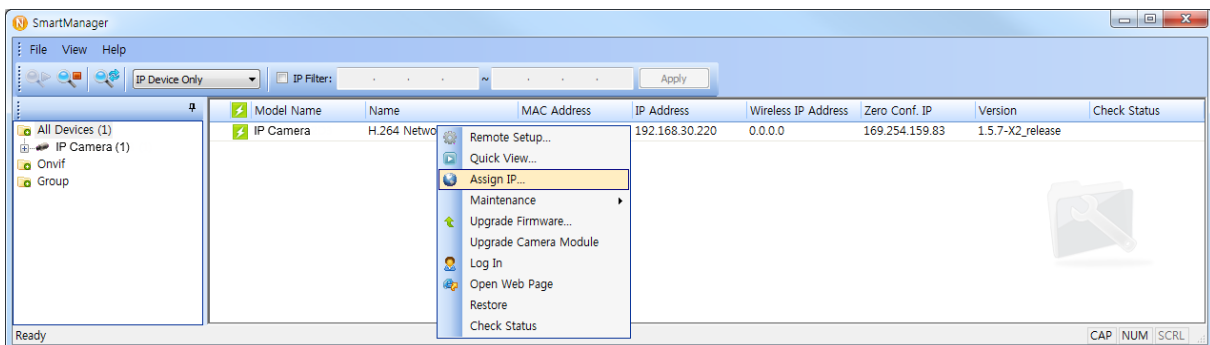 SmartManager
File View Help
IP Device Only IP Filter: ~ Apply
Model Name Name MAC Address IP Address Wireless IP Address Zero Conf. IP Version Check Status
All Devices (1)
IP Camera (1)
Onvif
Group
IP Camera H.264 Netwo 192.168.30.220 0.0.0.0 169.254.159.83 1.5.7-X2_release
Remote Setup...
Quick View...
Assign IP...
Maintenance
Upgrade Firmware...
Upgrade Camera Module
Log In
Open Web Page
Restore
Check Status
Ready CAP NUM SCRL